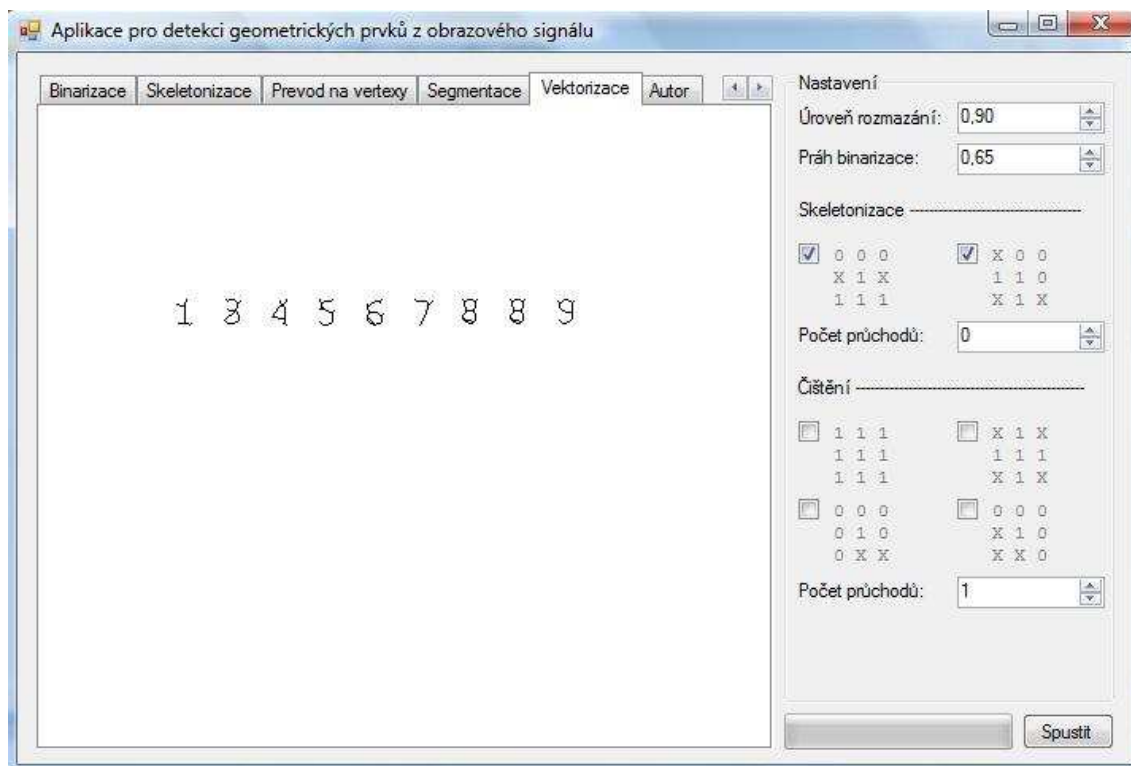 Aplikace pro detekci geometrických prvků z obrazového signálu
Binarizace Skeletonizace Prevod na vertexy Segmentace Vektorizace Autor
1 3 4 5 6 7 8 8 9
Nastavení
Úroveň rozmazání: 0,90
Práh binarizace: 0,65
Skeletonizace
0 0 0 X 0 0
X 1 X 1 1 0
1 1 1 X 1 X
Počet průchodů: 0
Čištění
1 1 1 X 1 X
1 1 1 1 1 1
1 1 1 X 1 X
0 0 0 0 0 0
0 1 0 X 1 0
0 X X X X 0
Počet průchodů: 1
Spustit